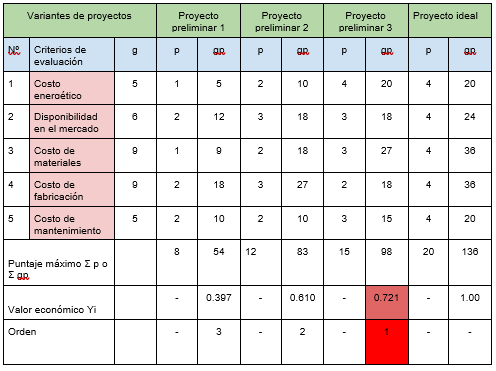 Variantes de proyectos Proyecto preliminar 1 Proyecto preliminar 2 Proyecto preliminar 3 Proyecto ideal
Nº Criterios de evaluación g p gp p gp p gp p gp
1 Costo energético 5 1 5 2 10 4 20 4 20
2 Disponibilidad en el mercado 6 2 12 3 18 3 18 4 24
3 Costo de materiales 9 1 9 2 18 3 27 4 36
4 Costo de fabricación 9 2 18 3 27 2 18 4 36
5 Costo de mantenimiento 5 2 10 2 10 3 15 4 20
Puntaje máximo Σ p o Σ gp 8 54 12 83 15 98 20 136
Valor económico Yi - 0.397 - 0.610 - 0.721 - 1.00
Orden - 3 - 2 - 1 - -